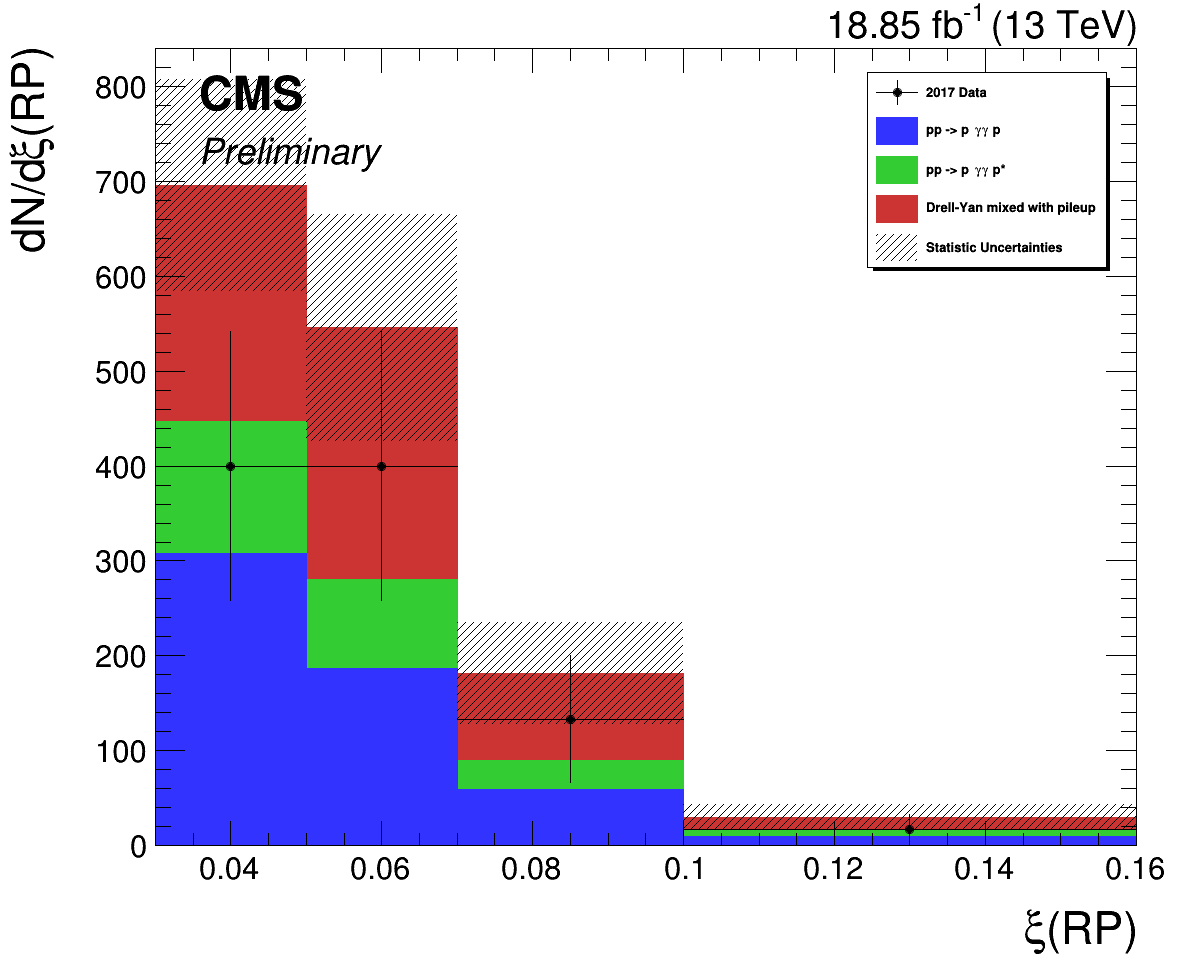 18.85 fb⁻¹ (13 TeV)
dN/dξ(RP)
CMS
Preliminary
2017 Data
pp -> p γγ p
pp -> p γγ p*
Drell-Yan mixed with pileup
Statistic Uncertainties
800
700
600
500
400
300
200
100
0
0.04 0.06 0.08 0.1 0.12 0.14 0.16
ξ(RP)